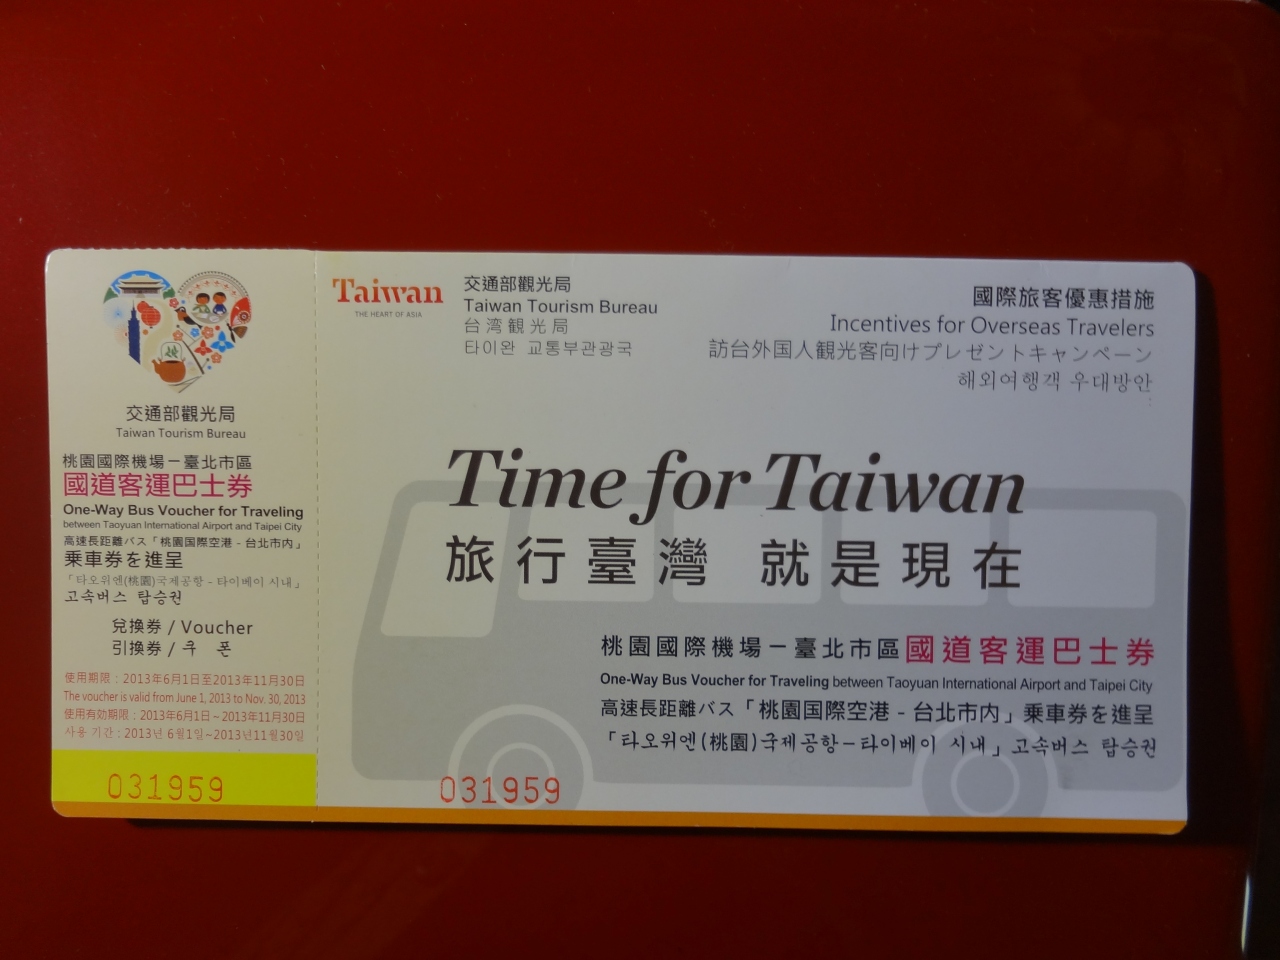 交通部觀光局
Taiwan Tourism Bureau
桃園國際機場－臺北市區
國道客運巴士券
One-Way Bus Voucher for Traveling
between Taoyuan International Airport and Taipei City
高速長距離バス「桃園国際空港 - 台北市内」
乗車券を進呈
「타오위엔(桃園)국제공항 - 타이베이 시내」
고속버스 탑승권
兌換券 / Voucher
引換券 / 쿠 폰
使用期限：2013年6月1日至2013年11月30日
The voucher is valid from June 1, 2013 to Nov. 30, 2013
使用有効期限：2013年6月1日~2013年11月30日
사용 기간 : 2013년 6월1일~2013년11월30일
031959
Taiwan
THE HEART OF ASIA
交通部觀光局
Taiwan Tourism Bureau
台湾観光局
타이완 교통부관광국
國際旅客優惠措施
Incentives for Overseas Travelers
訪台外国人観光客向けプレゼントキャンペーン
해외여행객 우대방안
Time for Taiwan
旅行臺灣 就是現在
桃園國際機場－臺北市區國道客運巴士券
One-Way Bus Voucher for Traveling between Taoyuan International Airport and Taipei City
高速長距離バス「桃園国際空港 - 台北市内」乗車券を進呈
「타오위엔(桃園)국제공항-타이베이 시내」고속버스 탑승권
031959